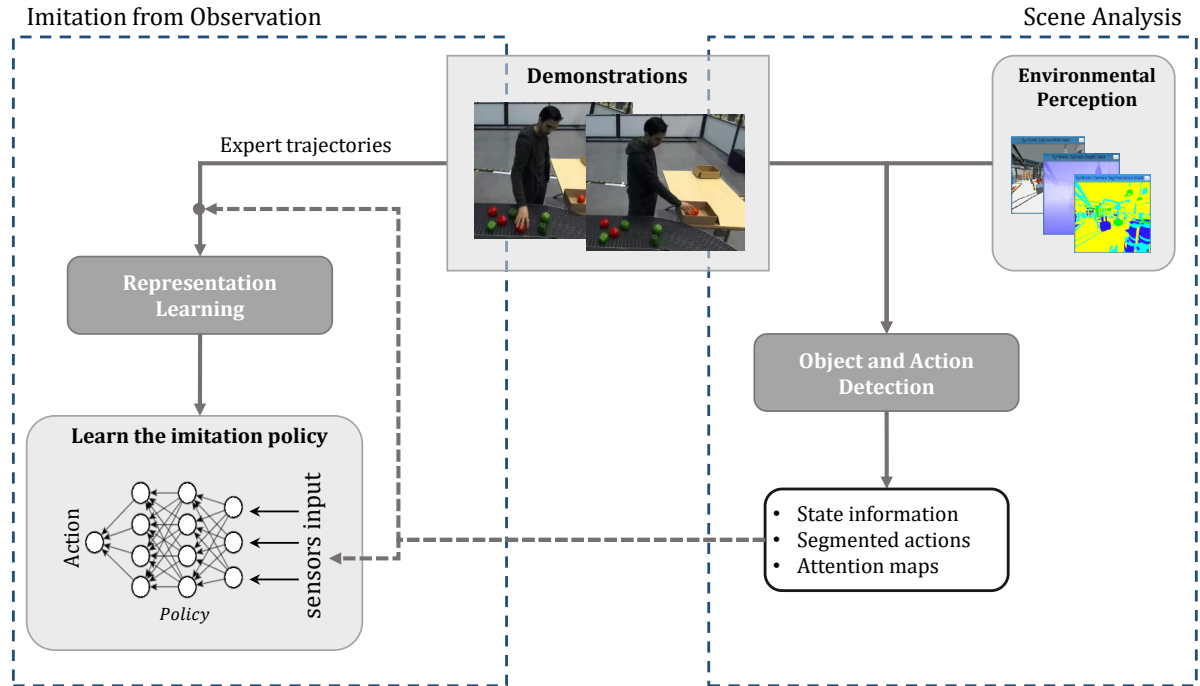 Imitation from Observation
Scene Analysis
Demonstrations
Environmental
Perception
Expert trajectories
Representation
Learning
Object and Action
Detection
Learn the imitation policy
Action
sensors input
Policy
• State information
• Segmented actions
• Attention maps